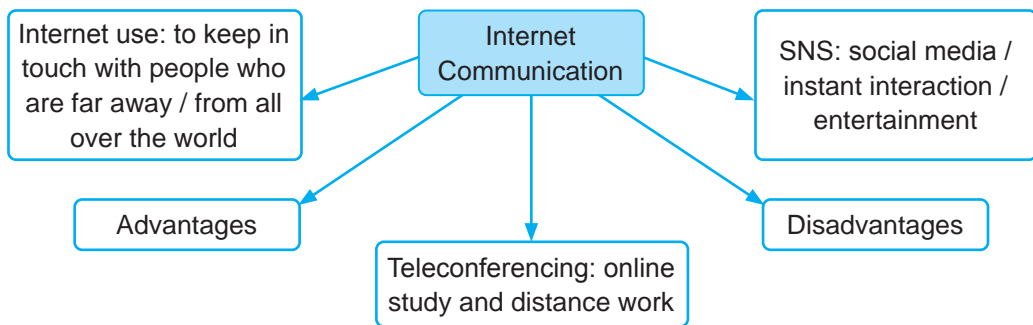 Internet use: to keep in
touch with people who
are far away / from all
over the world
Internet
Communication
SNS: social media /
instant interaction /
entertainment
Advantages
Disadvantages
Teleconferencing: online
study and distance work